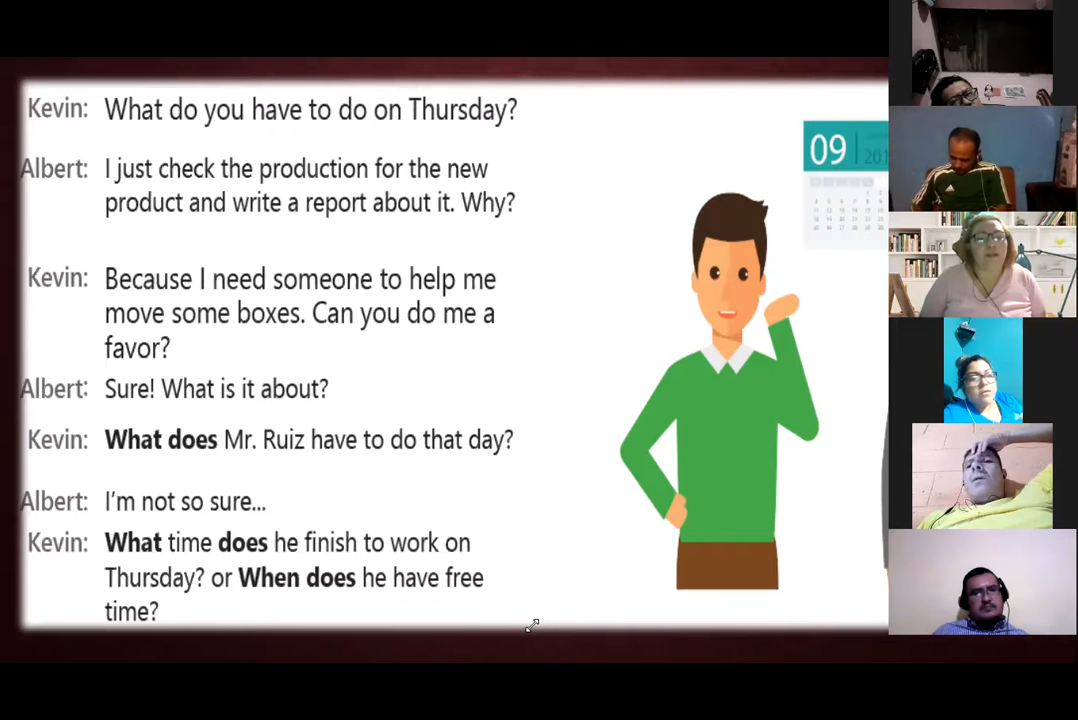 Kevin: What do you have to do on Thursday?
Albert: I just check the production for the new
product and write a report about it. Why?
Kevin: Because I need someone to help me
move some boxes. Can you do me a
favor?
Albert: Sure! What is it about?
Kevin: What does Mr. Ruiz have to do that day?
Albert: I'm not so sure...
Kevin: What time does he finish to work on
Thursday? or When does he have free
time?
09
201